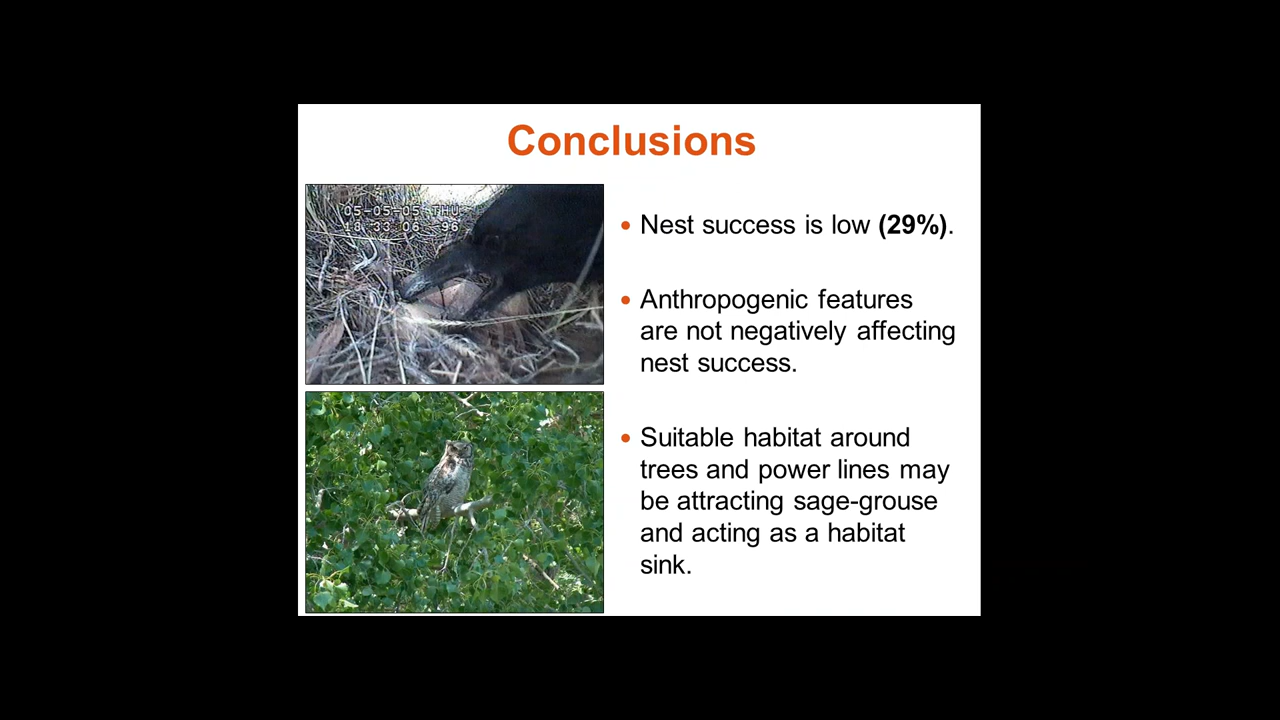 Conclusions
05-05-05 THU
18 33 06 96
• Nest success is low (29%).
• Anthropogenic features
are not negatively affecting
nest success.
• Suitable habitat around
trees and power lines may
be attracting sage-grouse
and acting as a habitat
sink.